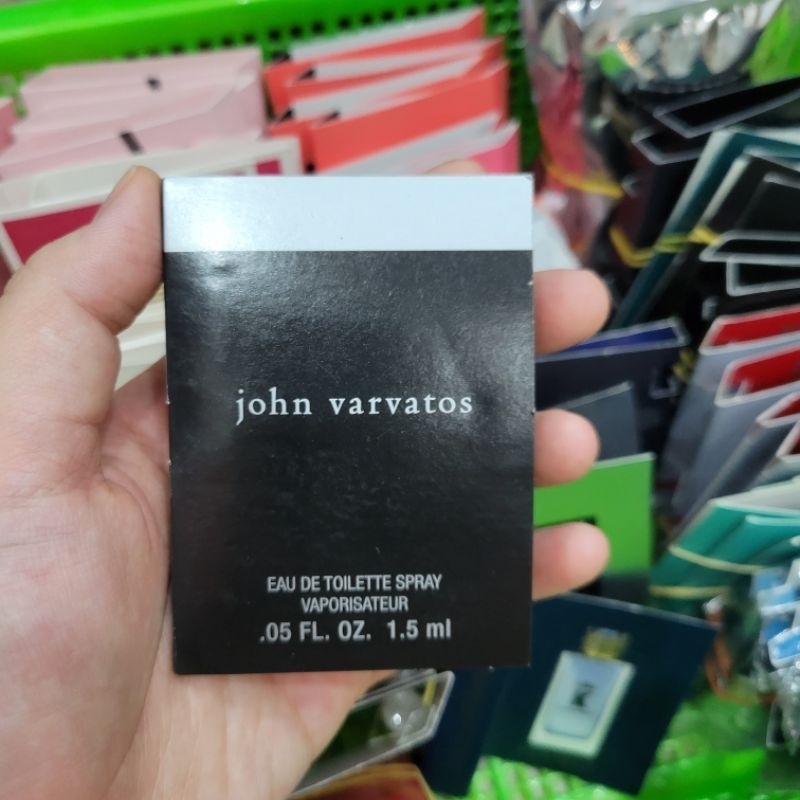 john varvatos
EAU DE TOILETTE SPRAY
VAPORISATEUR
.05 FL. OZ. 1.5 ml